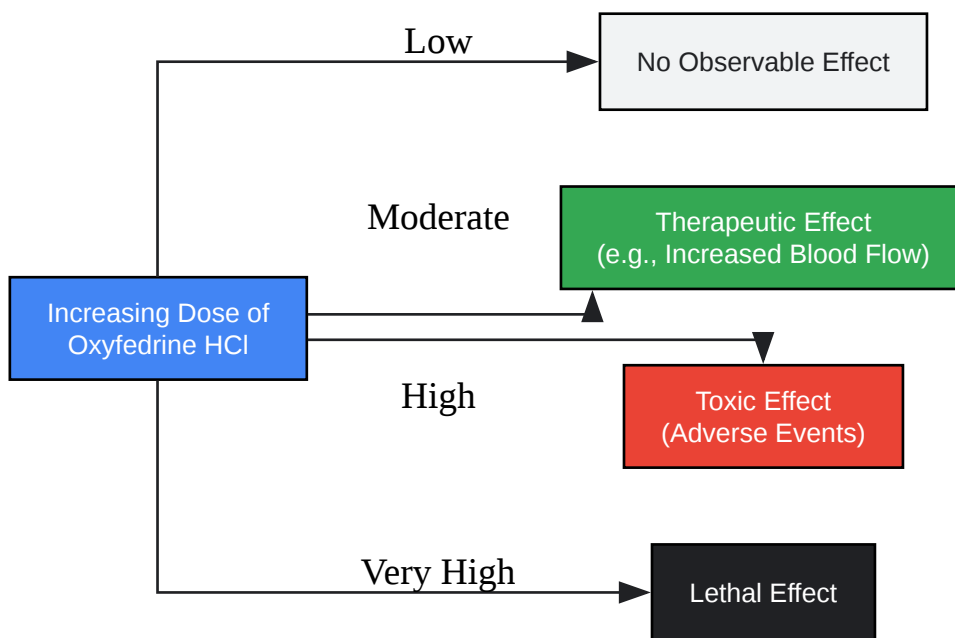 Low
No Observable Effect
Moderate
Therapeutic Effect
(e.g., Increased Blood Flow)
Increasing Dose of
Oxyfedrine HCl
High
Toxic Effect
(Adverse Events)
Very High
Lethal Effect